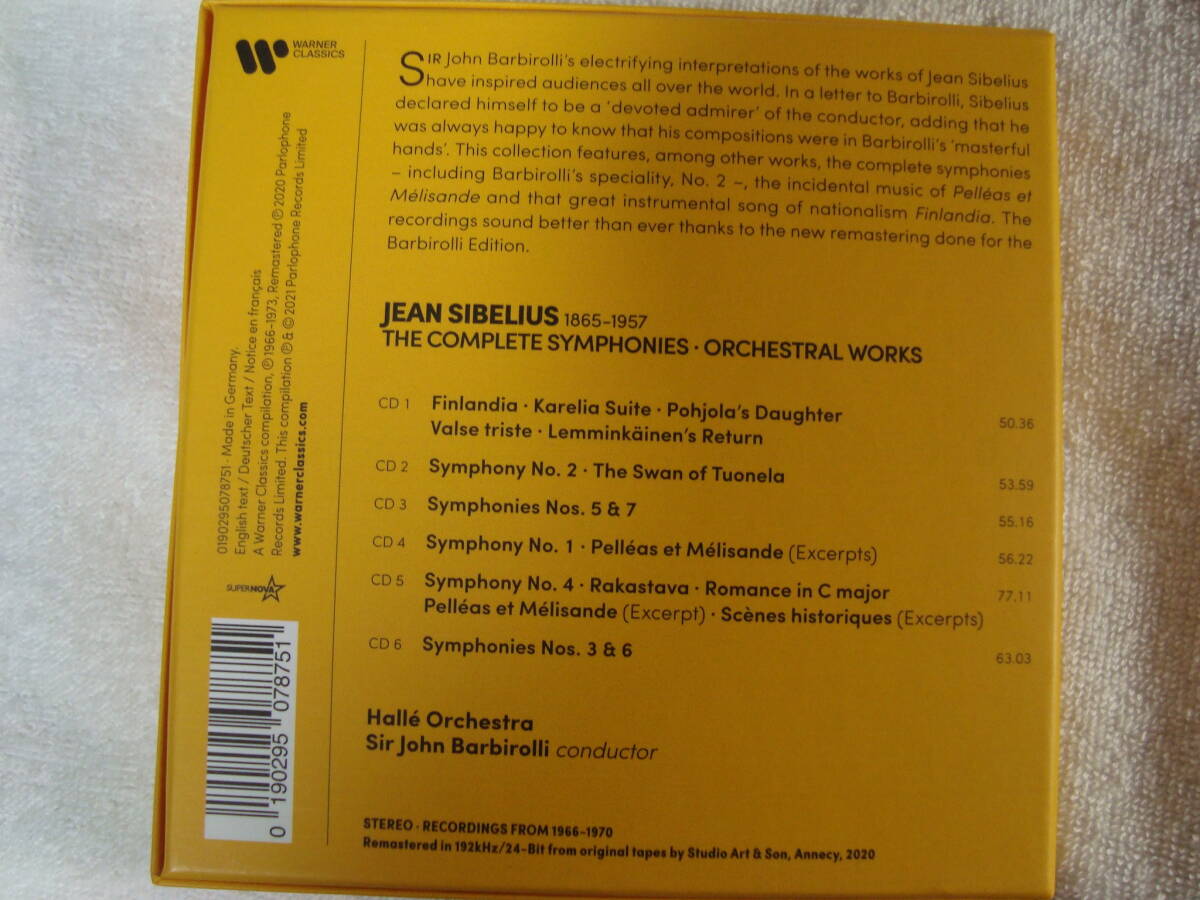 WARNER
CLASSICS
SIR John Barbirolli's electrifying interpretations of the works of Jean Sibelius
have inspired audiences all over the world. In a letter to Barbirolli, Sibelius
declared himself to be a 'devoted admirer' of the conductor, adding that he
was always happy to know that his compositions were in Barbirolli's 'masterful
hands'. This collection features, among other works, the complete symphonies
– including Barbirolli's speciality, No. 2 –, the incidental music of Pelléas et
Mélisande and that great instrumental song of nationalism Finlandia. The
recordings sound better than ever thanks to the new remastering done for the
Barbirolli Edition.
JEAN SIBELIUS 1865–1957
THE COMPLETE SYMPHONIES · ORCHESTRAL WORKS
CD 1 Finlandia · Karelia Suite · Pohjola's Daughter
Valse triste · Lemminkäinen's Return 50.36
CD 2 Symphony No. 2 · The Swan of Tuonela 53.59
CD 3 Symphonies Nos. 5 & 7 55.16
CD 4 Symphony No. 1 · Pelléas et Mélisande (Excerpts) 56.22
CD 5 Symphony No. 4 · Rakastava · Romance in C major 77.11
Pelléas et Mélisande (Excerpt) · Scènes historiques (Excerpts)
CD 6 Symphonies Nos. 3 & 6 63.03
Hallé Orchestra
Sir John Barbirolli conductor
STEREO · RECORDINGS FROM 1966–1970
Remastered in 192kHz/24-Bit from original tapes by Studio Art & Son, Annecy, 2020
0190295078751 · Made in Germany.
English text / Deutscher Text / Notice en français
A Warner Classics compilation, ℗ 1966–1973, Remastered ℗ 2020 Parlophone
Records Limited. This compilation ℗ & © 2021 Parlophone Records Limited
www.warnerclassics.com
SUPERNOVA
0 190295 078751